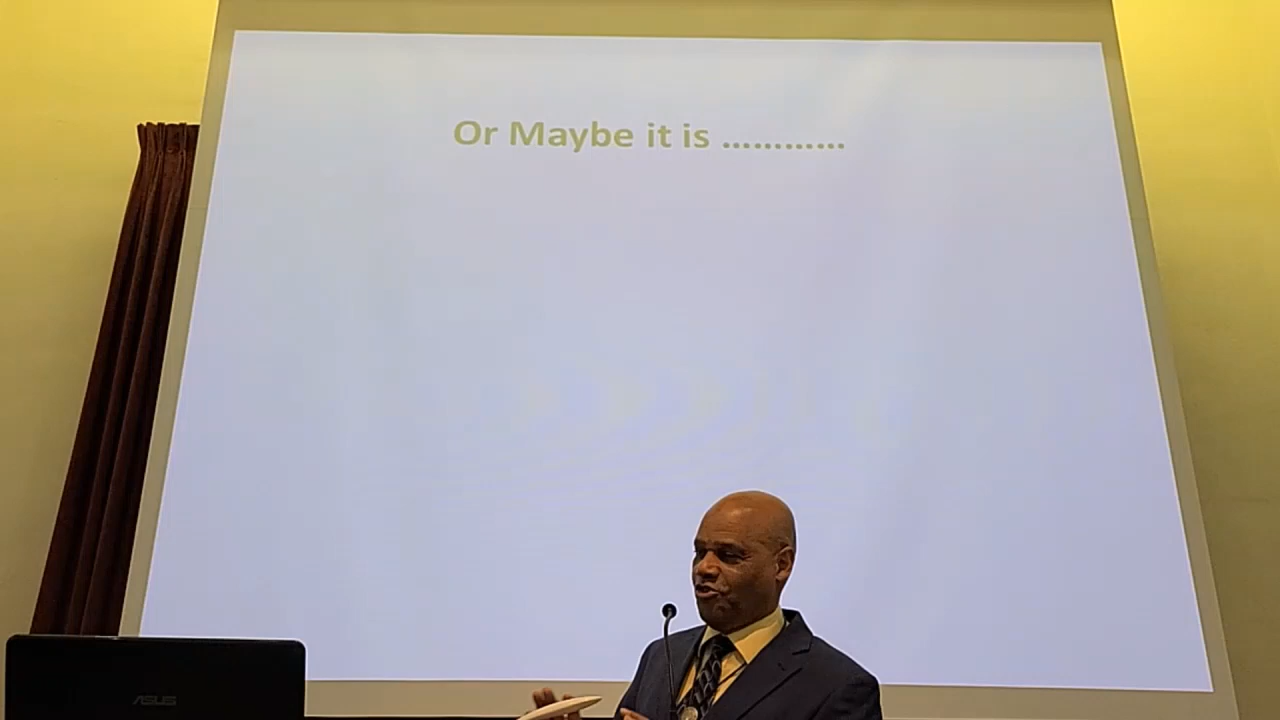 Or Maybe it is ............
ASUS